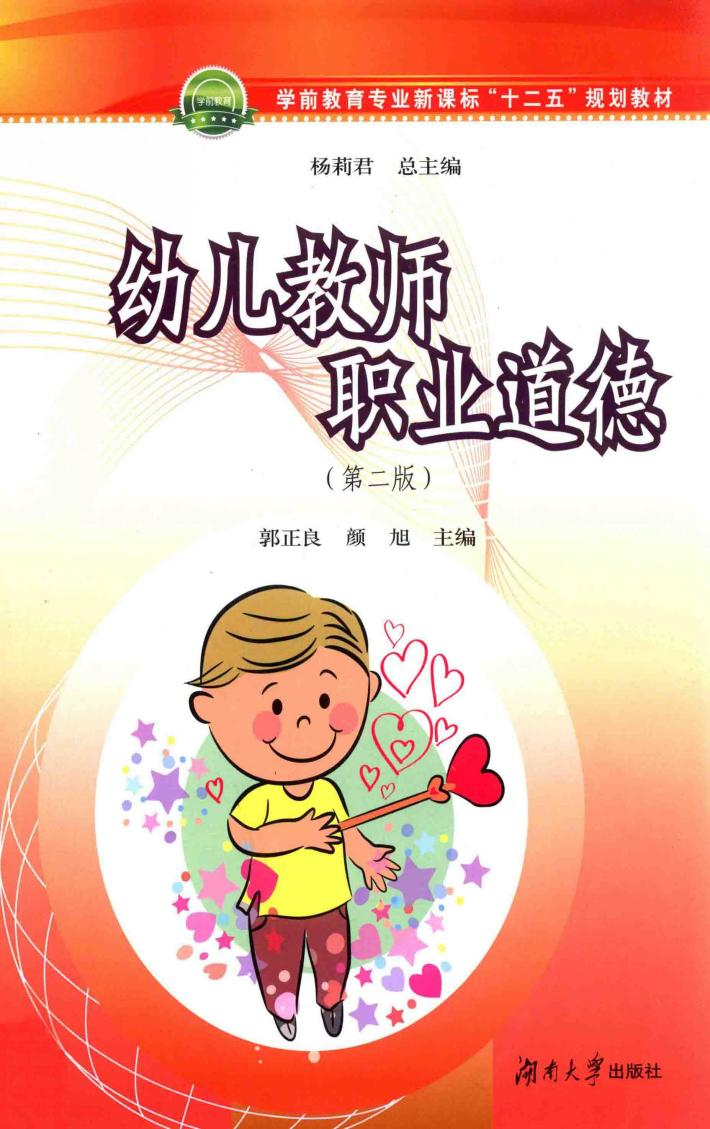 学前教育
学前教育专业新课标“十二五”规划教材
杨莉君 总主编
幼儿教师
职业道德
(第二版)
郭正良 颜 旭 主编
湖南大学出版社